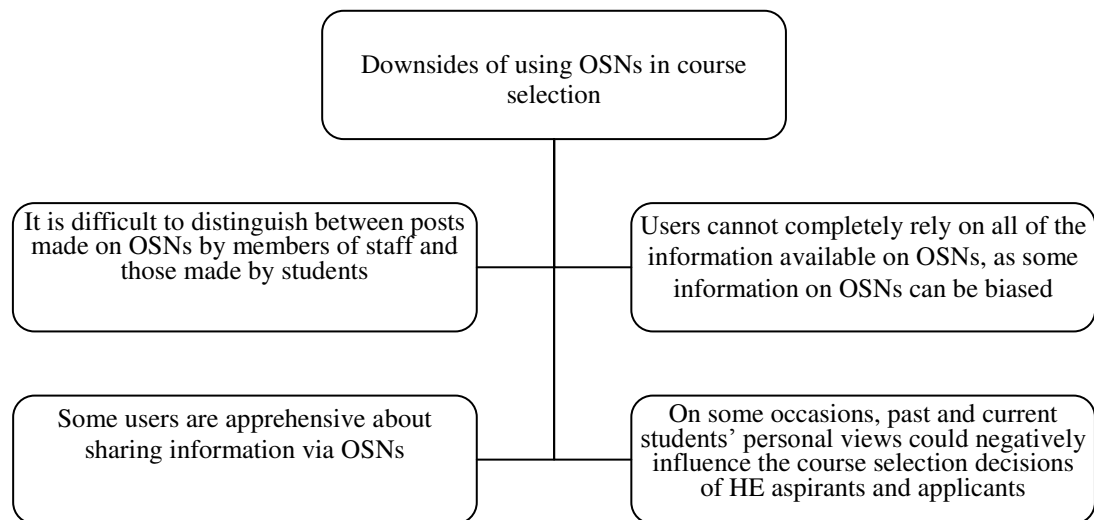 Downsides of using OSNs in course
selection
It is difficult to distinguish between posts
made on OSNs by members of staff and
those made by students
Users cannot completely rely on all of the
information available on OSNs, as some
information on OSNs can be biased
Some users are apprehensive about
sharing information via OSNs
On some occasions, past and current
students’ personal views could negatively
influence the course selection decisions
of HE aspirants and applicants